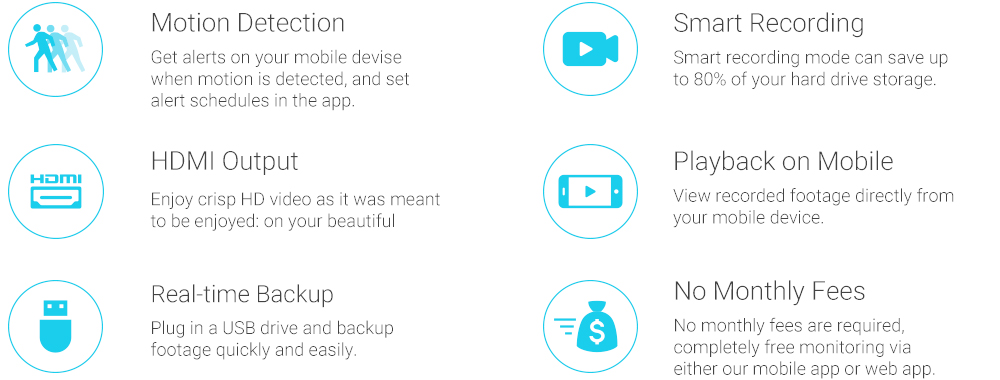 Motion Detection
Get alerts on your mobile devise
when motion is detected, and set
alert schedules in the app.
Smart Recording
Smart recording mode can save up
to 80% of your hard drive storage.
HDMI
HDMI Output
Enjoy crisp HD video as it was meant
to be enjoyed: on your beautiful
Playback on Mobile
View recorded footage directly from
your mobile device.
Real-time Backup
Plug in a USB drive and backup
footage quickly and easily.
$
No Monthly Fees
No monthly fees are required,
completely free monitoring via
either our mobile app or web app.